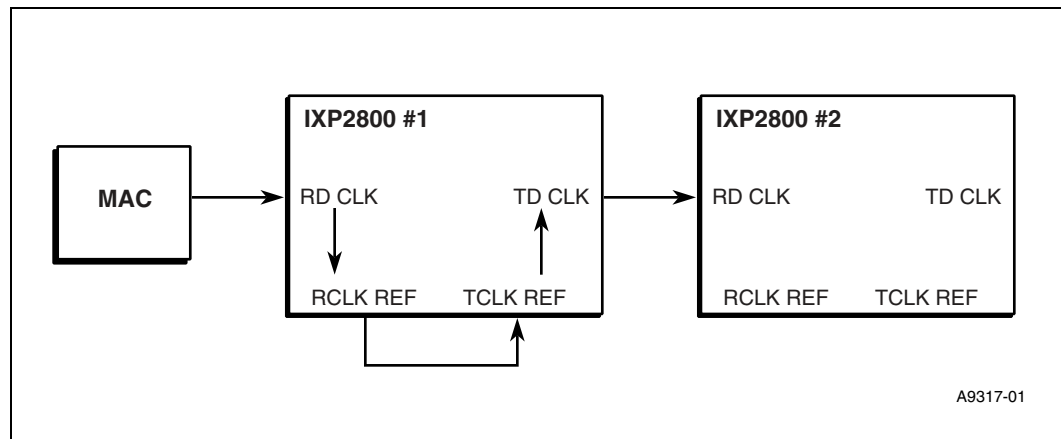 IXP2800 #1
IXP2800 #2
MAC
RD CLK
TD CLK
RD CLK
TD CLK
RCLK REF
TCLK REF
RCLK REF
TCLK REF
A9317-01